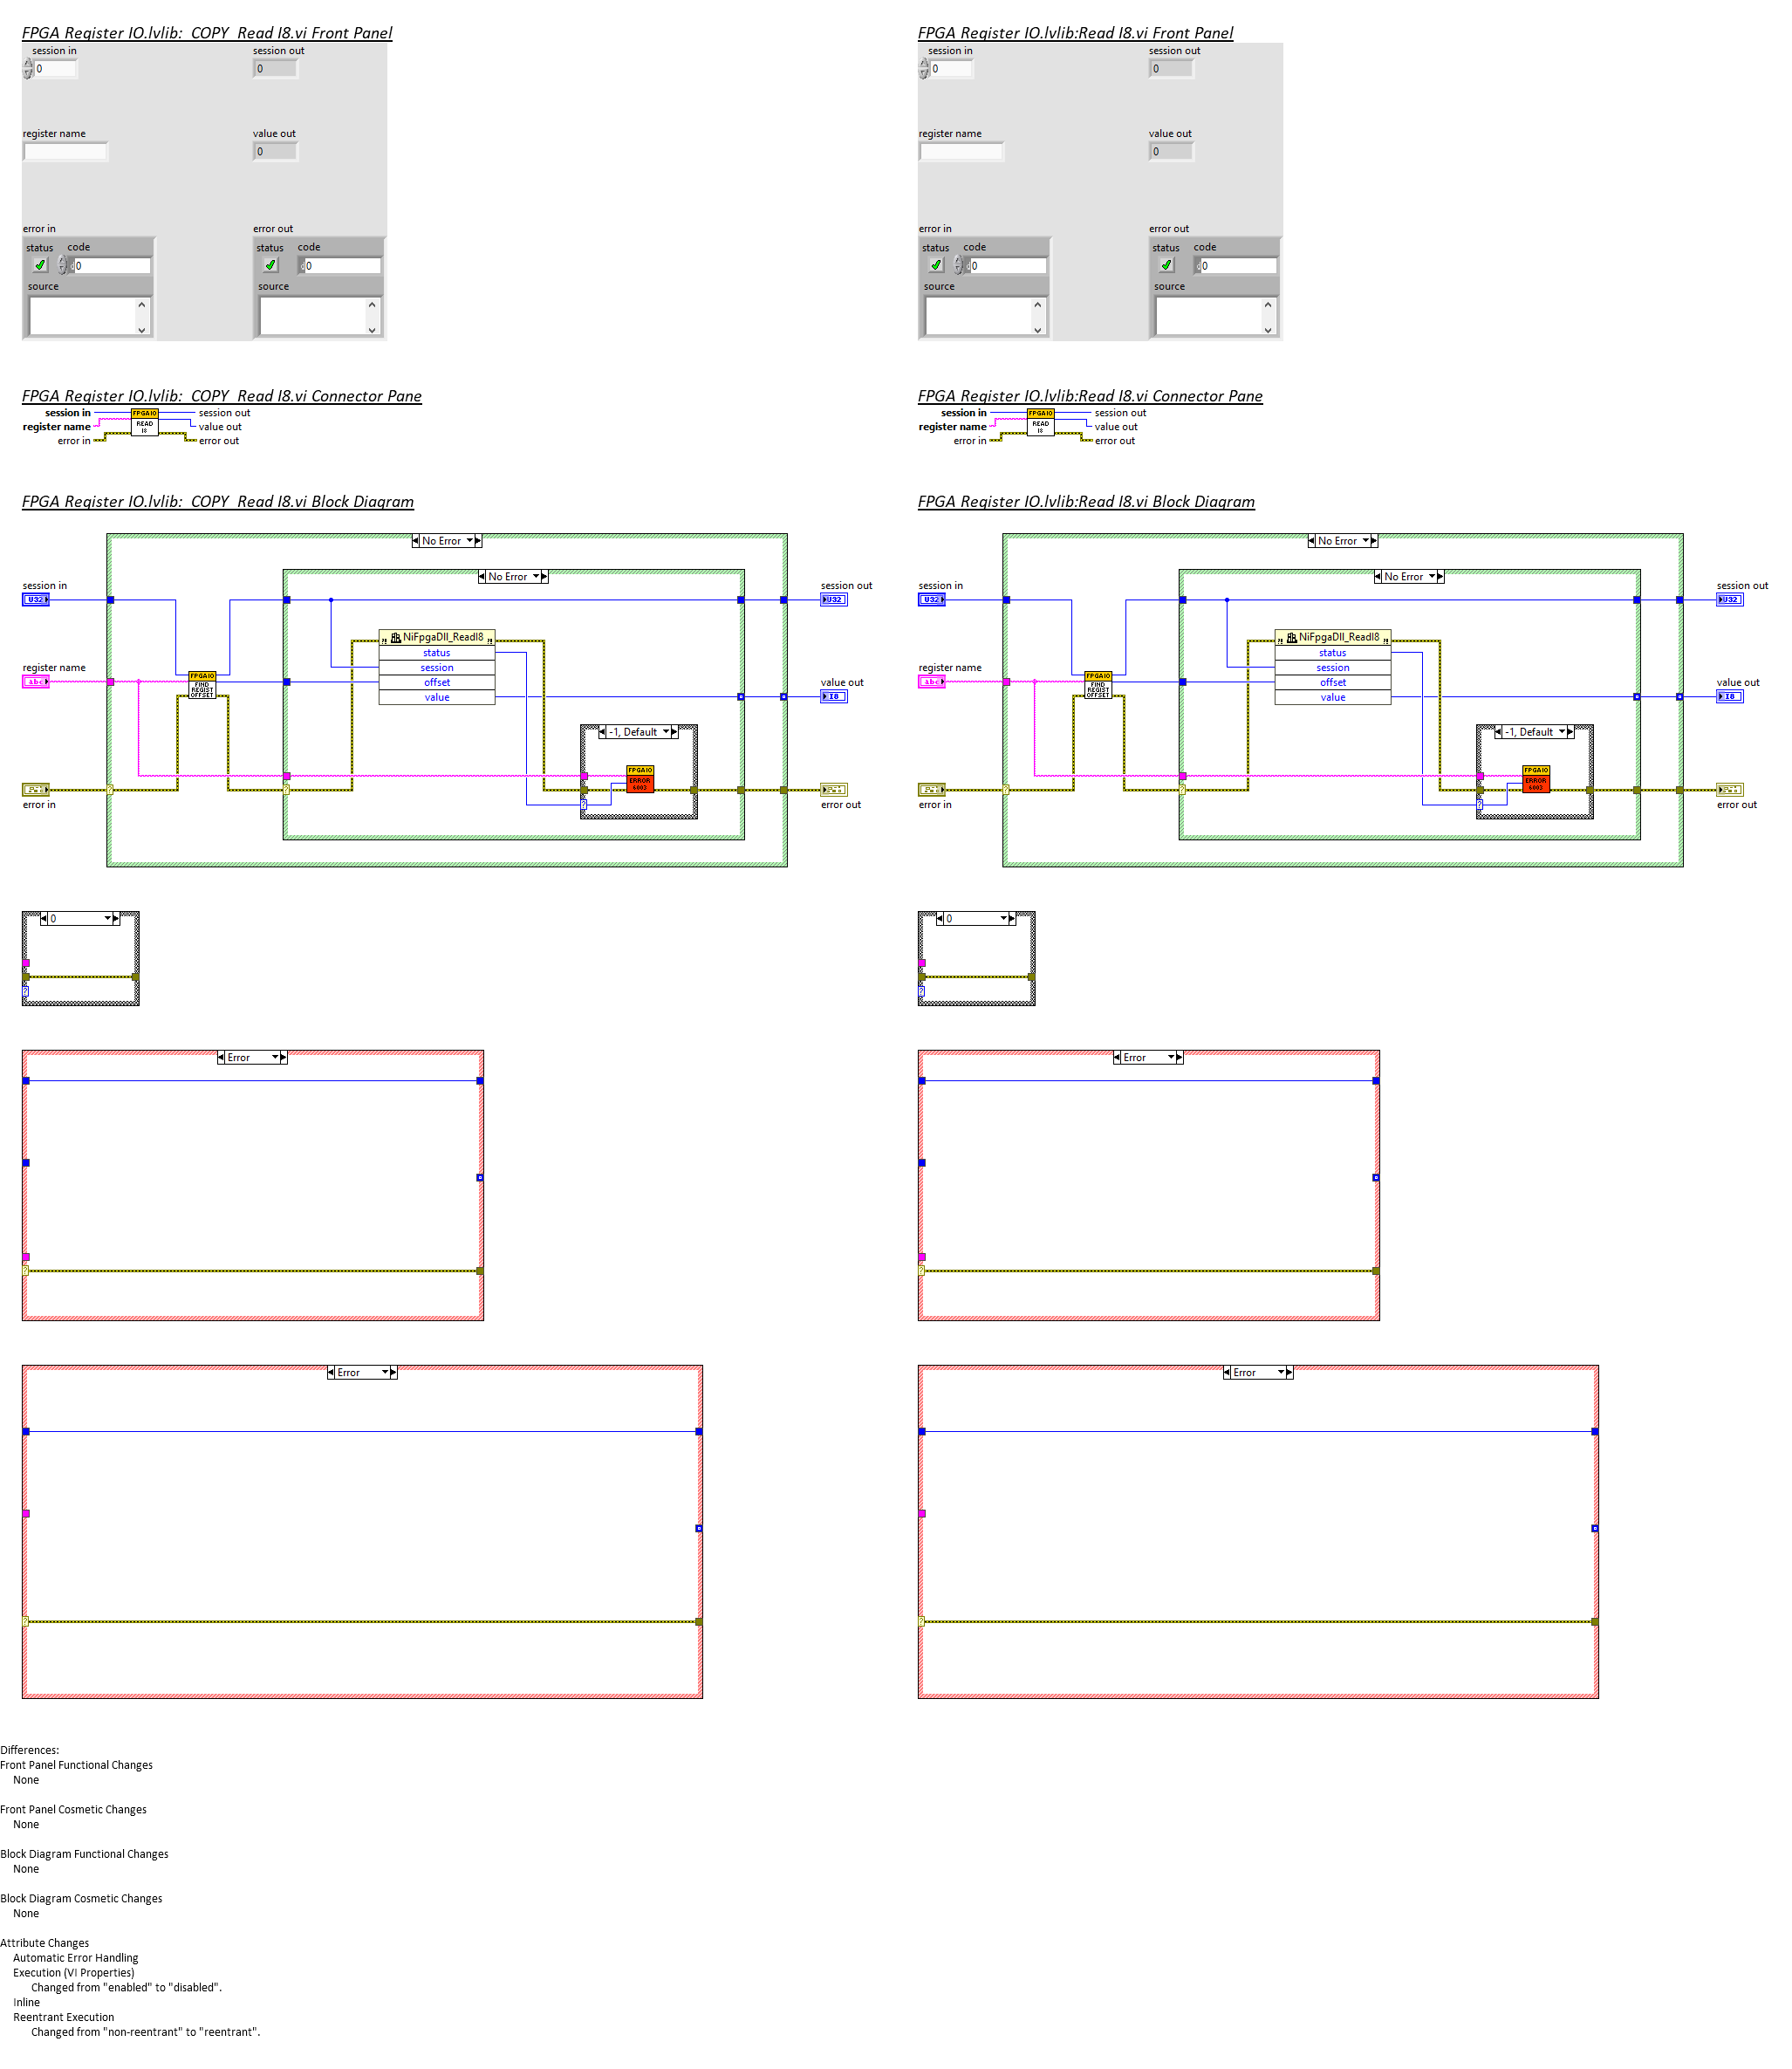 FPGA Register IO.lvlib:  COPY  Read I8.vi Front Panel
session in
session out
0
0
register name
value out
0
error in
error out
status
code
status
code
0
0
source
source
FPGA Register IO.lvlib:Read I8.vi Front Panel
session in
session out
0
0
register name
value out
0
error in
error out
status
code
status
code
0
0
source
source
FPGA Register IO.lvlib:  COPY  Read I8.vi Connector Pane
session in
FPGAIO
session out
register name
READ
I8
value out
error in
error out
FPGA Register IO.lvlib:Read I8.vi Connector Pane
session in
FPGAIO
session out
register name
READ
I8
value out
error in
error out
FPGA Register IO.lvlib:  COPY  Read I8.vi Block Diagram
No Error
No Error
session in
U32
session out
U32
NiFpgaDll_ReadI8
status
session
offset
value
register name
abc
FPGAIO
FIND
REGIST
OFFSET
value out
I8
-1, Default
FPGAIO
ERROR
error in
error out
FPGA Register IO.lvlib:Read I8.vi Block Diagram
No Error
No Error
session in
U32
session out
U32
NiFpgaDll_ReadI8
status
session
offset
value
register name
abc
FPGAIO
FIND
REGIST
OFFSET
value out
I8
-1, Default
FPGAIO
ERROR
error in
error out
0
0
Error
Error
Error
Error
Differences:
Front Panel Functional Changes
None
Front Panel Cosmetic Changes
None
Block Diagram Functional Changes
None
Block Diagram Cosmetic Changes
None
Attribute Changes
Automatic Error Handling
Execution (VI Properties)
Changed from "enabled" to "disabled".
Inline
Reentrant Execution
Changed from "non-reentrant" to "reentrant".